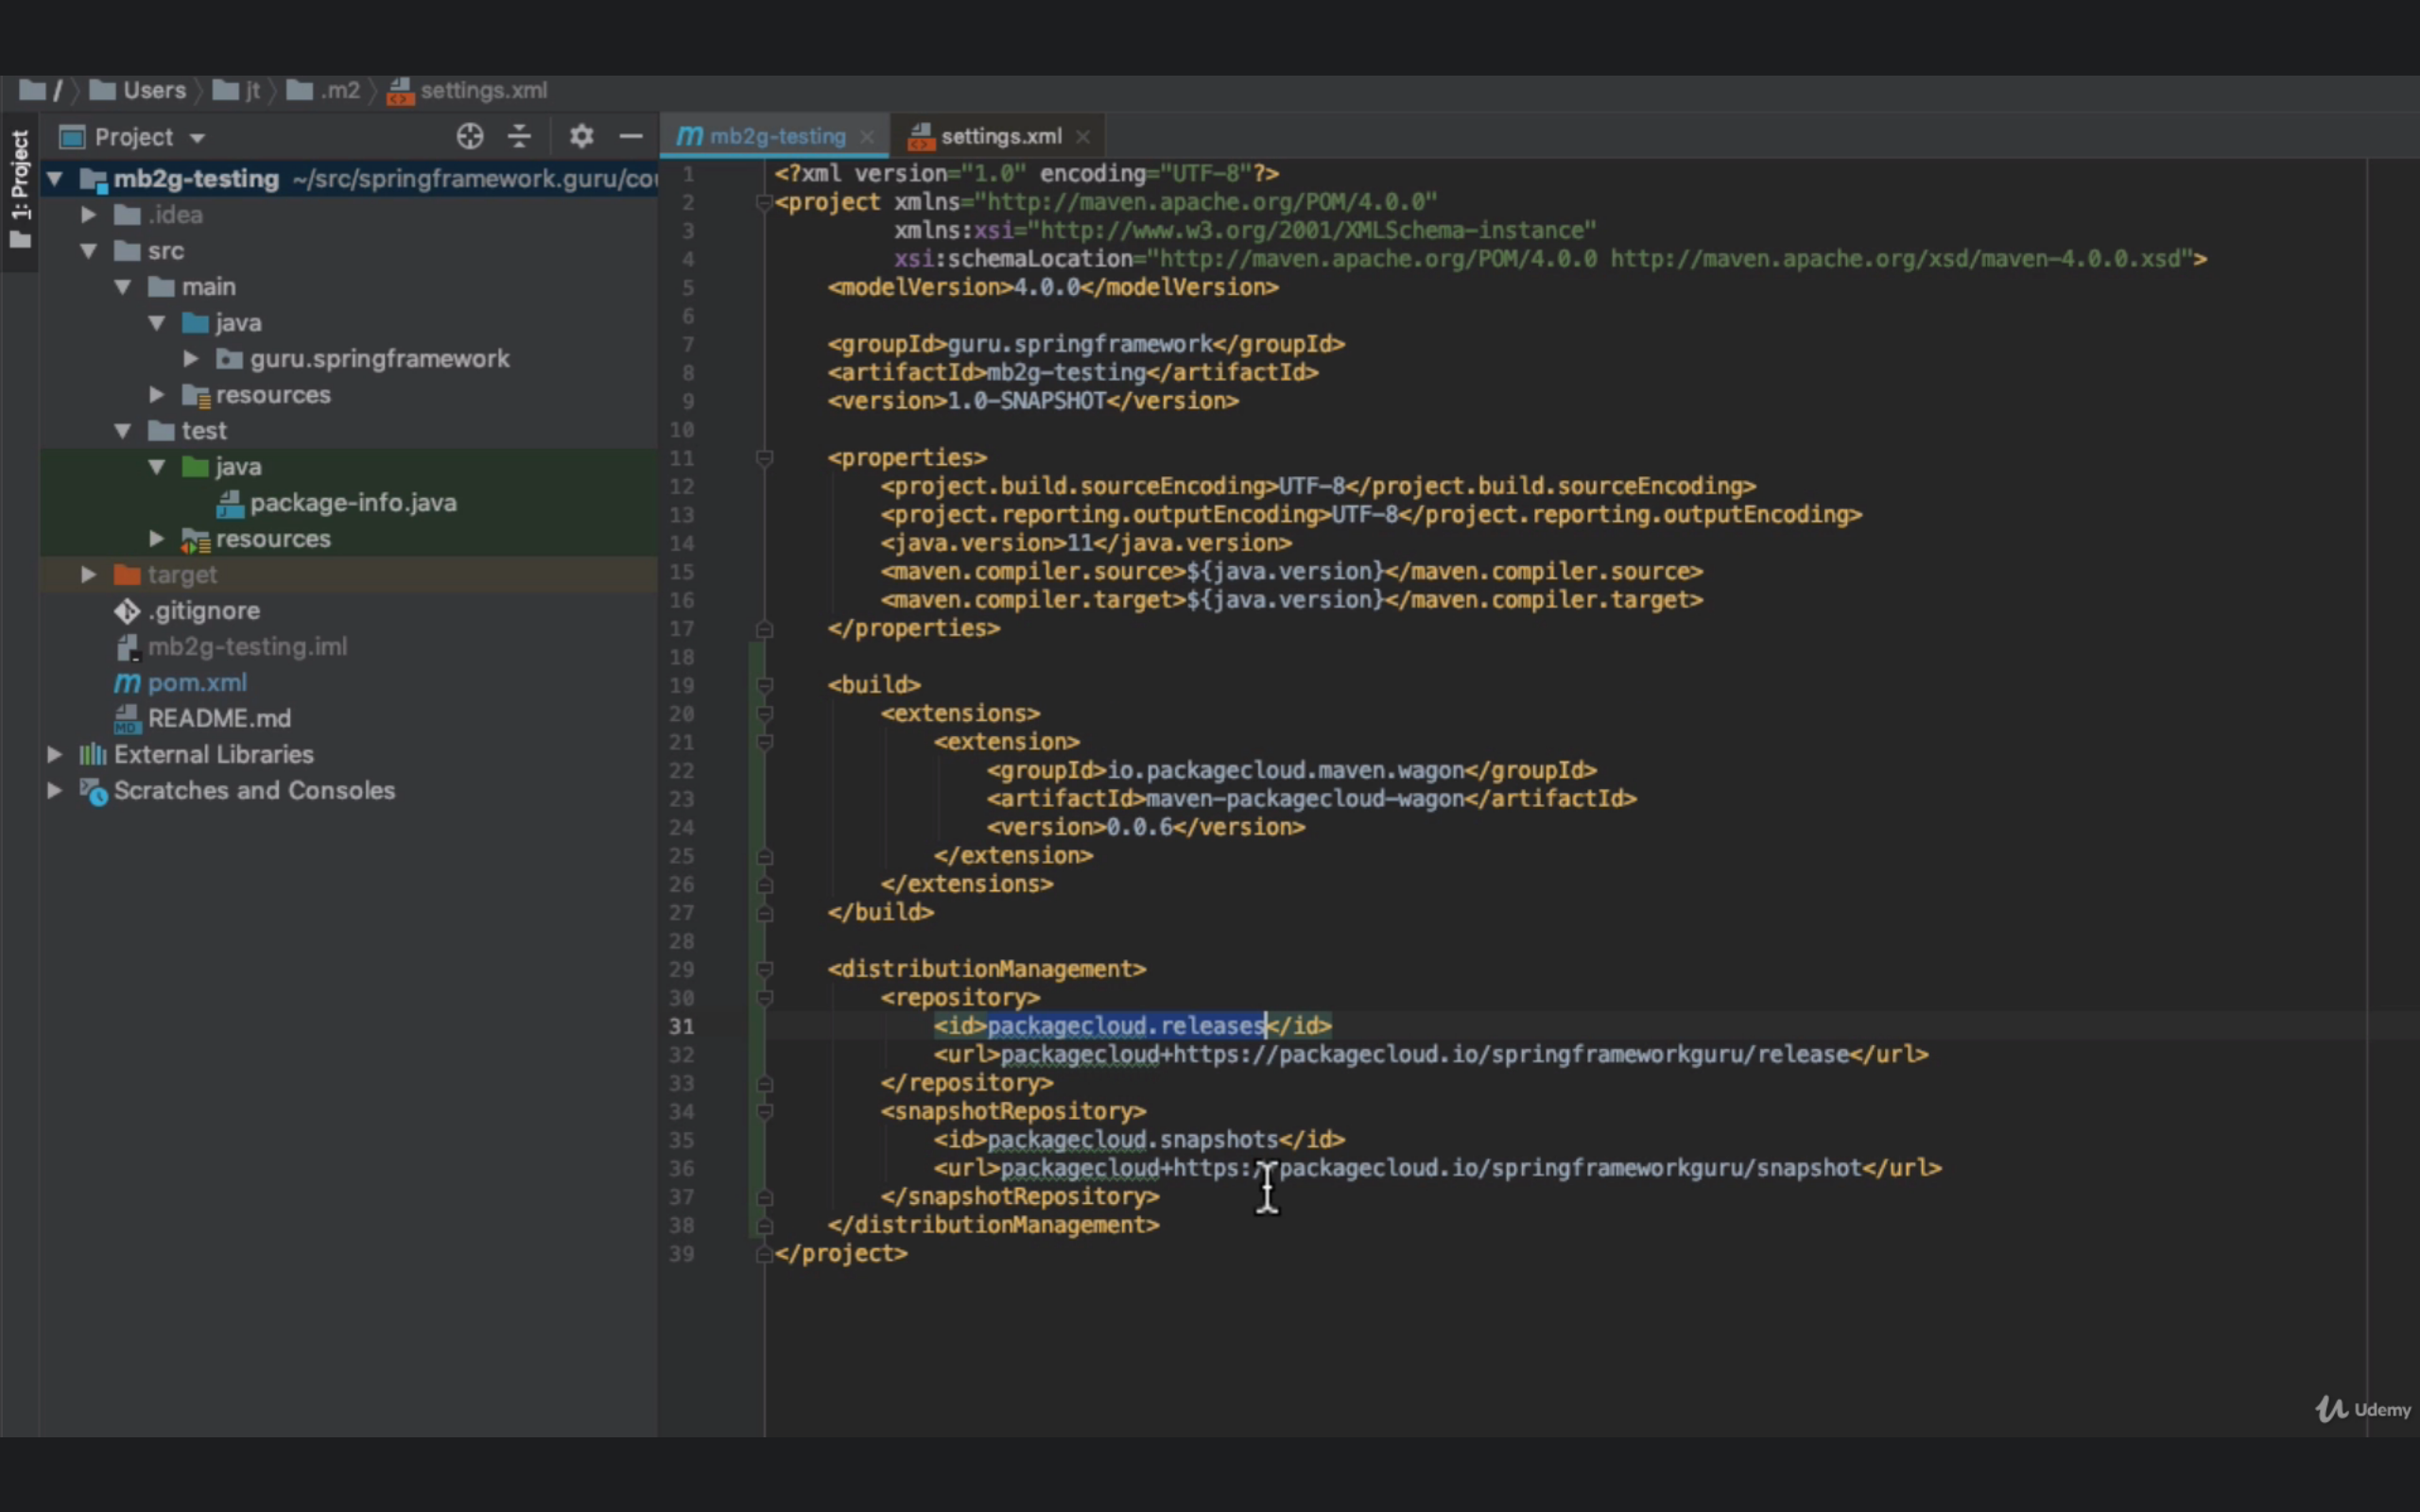 / Users jt .m2 settings.xml
1: Project
Project
mb2g-testing ~/src/springframework.guru/cou
.idea
src
main
java
guru.springframework
resources
test
java
package-info.java
resources
target
.gitignore
mb2g-testing.iml
pom.xml
README.md
External Libraries
Scratches and Consoles
mb2g-testing settings.xml
1 <?xml version="1.0" encoding="UTF-8"?>
2 <project xmlns="http://maven.apache.org/POM/4.0.0"
3 xmlns:xsi="http://www.w3.org/2001/XMLSchema-instance"
4 xsi:schemaLocation="http://maven.apache.org/POM/4.0.0 http://maven.apache.org/xsd/maven-4.0.0.xsd">
5 <modelVersion>4.0.0</modelVersion>
6
7 <groupId>guru.springframework</groupId>
8 <artifactId>mb2g-testing</artifactId>
9 <version>1.0-SNAPSHOT</version>
10
11 <properties>
12 <project.build.sourceEncoding>UTF-8</project.build.sourceEncoding>
13 <project.reporting.outputEncoding>UTF-8</project.reporting.outputEncoding>
14 <java.version>11</java.version>
15 <maven.compiler.source>${java.version}</maven.compiler.source>
16 <maven.compiler.target>${java.version}</maven.compiler.target>
17 </properties>
18
19 <build>
20 <extensions>
21 <extension>
22 <groupId>io.packagecloud.maven.wagon</groupId>
23 <artifactId>maven-packagecloud-wagon</artifactId>
24 <version>0.0.6</version>
25 </extension>
26 </extensions>
27 </build>
28
29 <distributionManagement>
30 <repository>
31 <id>packagecloud.releases</id>
32 <url>packagecloud+https://packagecloud.io/springframeworkguru/release</url>
33 </repository>
34 <snapshotRepository>
35 <id>packagecloud.snapshots</id>
36 <url>packagecloud+https://packagecloud.io/springframeworkguru/snapshot</url>
37 </snapshotRepository>
38 </distributionManagement>
39 </project>
Udemy